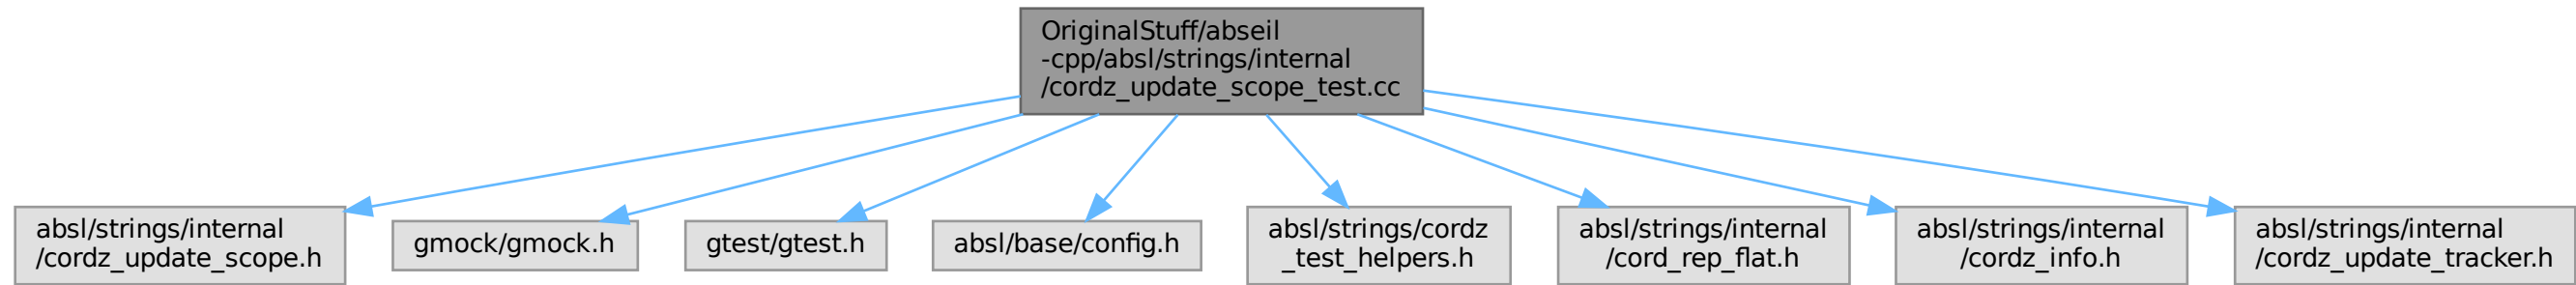 OriginalStuff/abseil
-cpp/absl/strings/internal
/cordz_update_scope_test.cc
absl/strings/internal
/cordz_update_scope.h
gmock/gmock.h
gtest/gtest.h
absl/base/config.h
absl/strings/cordz
_test_helpers.h
absl/strings/internal
/cord_rep_flat.h
absl/strings/internal
/cordz_info.h
absl/strings/internal
/cordz_update_tracker.h